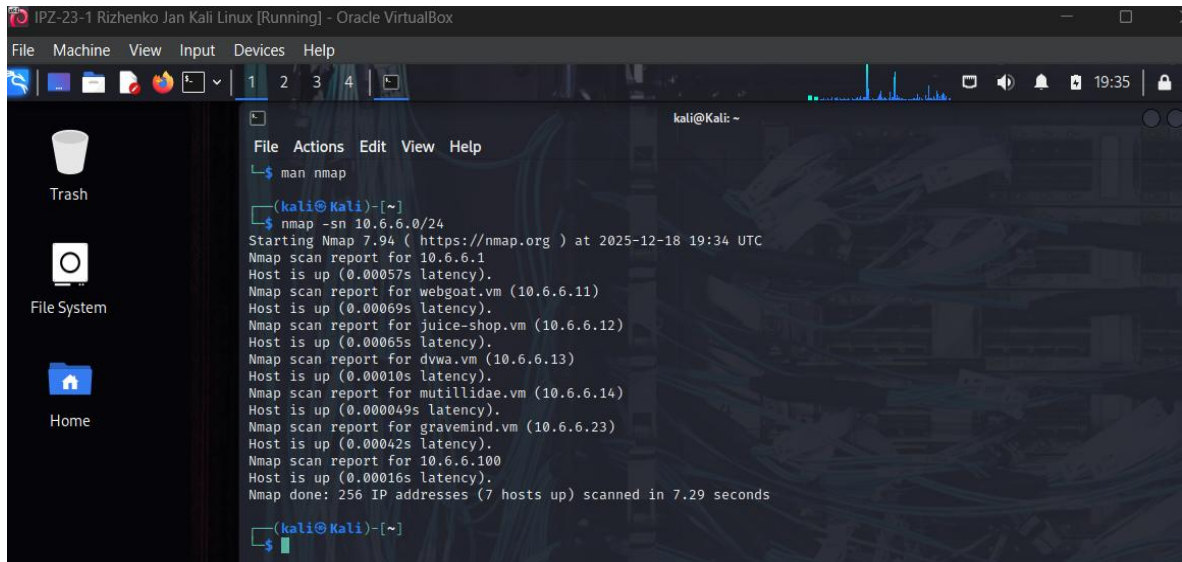 IPZ-23-1 Rizhenko Jan Kali Linux [Running] - Oracle VirtualBox
File Machine View Input Devices Help
1 2 3 4
19:35
kali@Kali: ~
File Actions Edit View Help
Trash
File System
Home
└─$ man nmap
┌──(kali㉿Kali)-[~]
└─$ nmap -sn 10.6.6.0/24
Starting Nmap 7.94 ( https://nmap.org ) at 2025-12-18 19:34 UTC
Nmap scan report for 10.6.6.1
Host is up (0.00057s latency).
Nmap scan report for webgoat.vm (10.6.6.11)
Host is up (0.00069s latency).
Nmap scan report for juice-shop.vm (10.6.6.12)
Host is up (0.00065s latency).
Nmap scan report for dvwa.vm (10.6.6.13)
Host is up (0.00010s latency).
Nmap scan report for mutillidae.vm (10.6.6.14)
Host is up (0.000049s latency).
Nmap scan report for gravemind.vm (10.6.6.23)
Host is up (0.00042s latency).
Nmap scan report for 10.6.6.100
Host is up (0.00016s latency).
Nmap done: 256 IP addresses (7 hosts up) scanned in 7.29 seconds
┌──(kali㉿Kali)-[~]
└─$